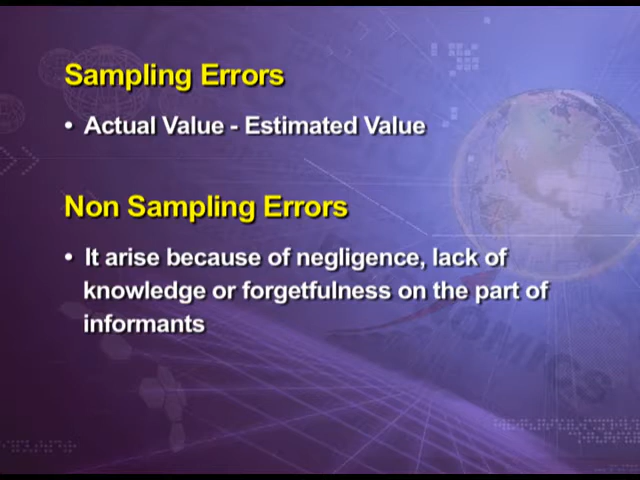 Sampling Errors
• Actual Value - Estimated Value
Non Sampling Errors
• It arise because of negligence, lack of
knowledge or forgetfulness on the part of
informants